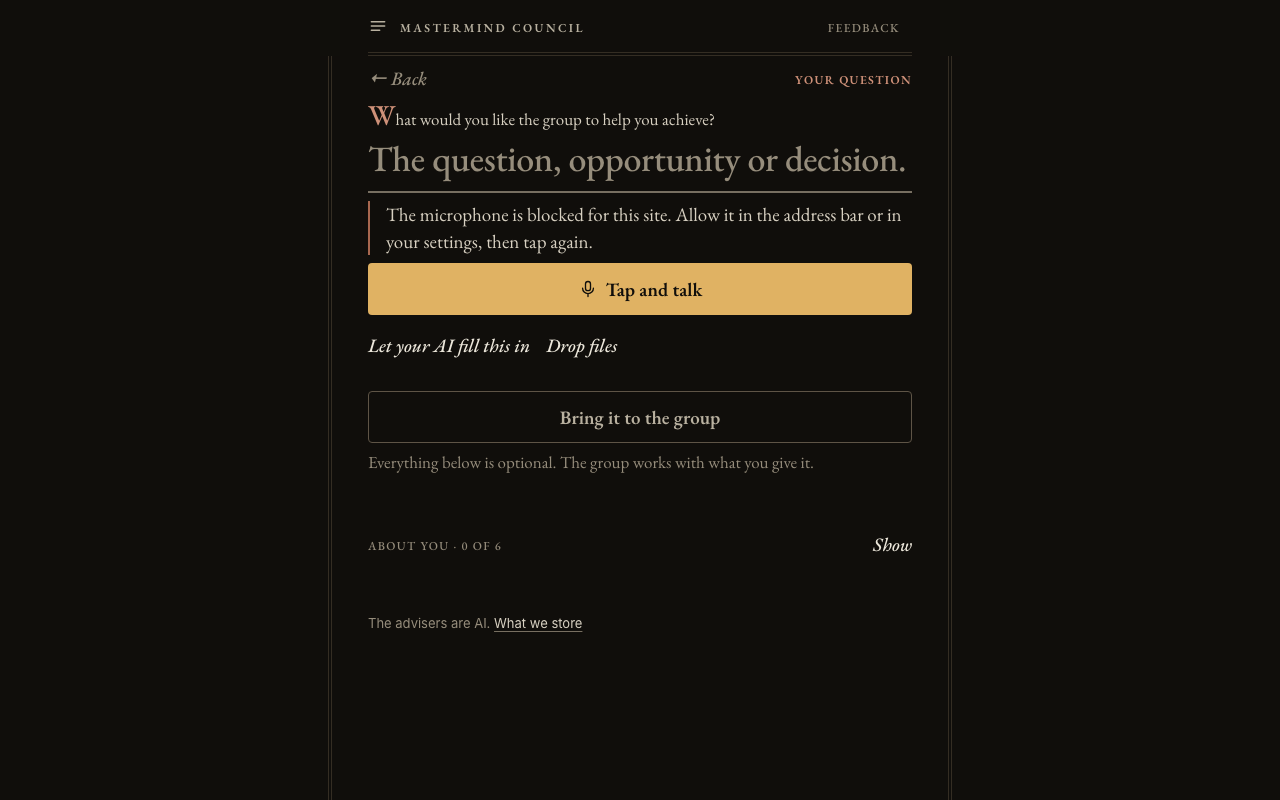 MASTERMIND COUNCIL
FEEDBACK
← Back
YOUR QUESTION
What would you like the group to help you achieve?
The question, opportunity or decision.
The microphone is blocked for this site. Allow it in the address bar or in
your settings, then tap again.
Tap and talk
Let your AI fill this in
Drop files
Bring it to the group
Everything below is optional. The group works with what you give it.
ABOUT YOU · 0 OF 6
Show
The advisers are AI. What we store